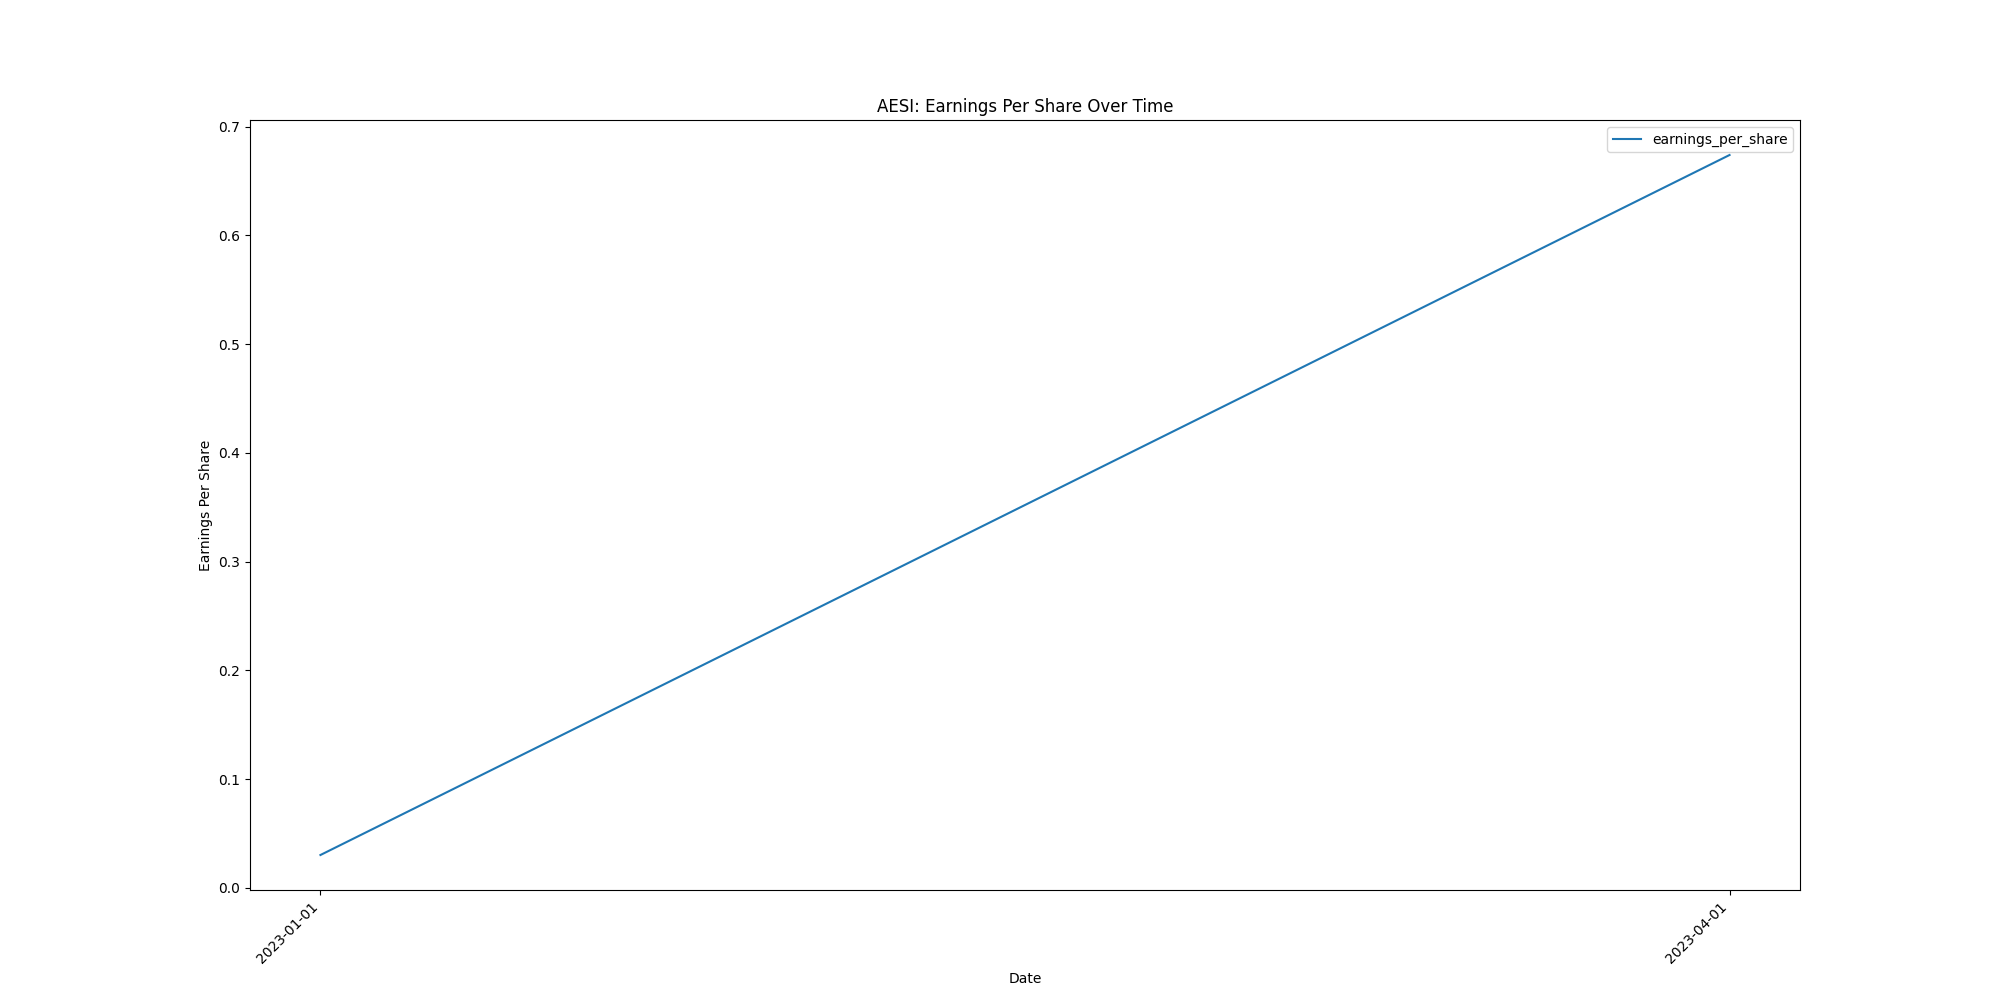 AESI: Earnings Per Share Over Time
earnings_per_share
0.7
0.6
0.5
0.4
0.3
0.2
0.1
0.0
Earnings Per Share
2023-01-01
2023-04-01
Date